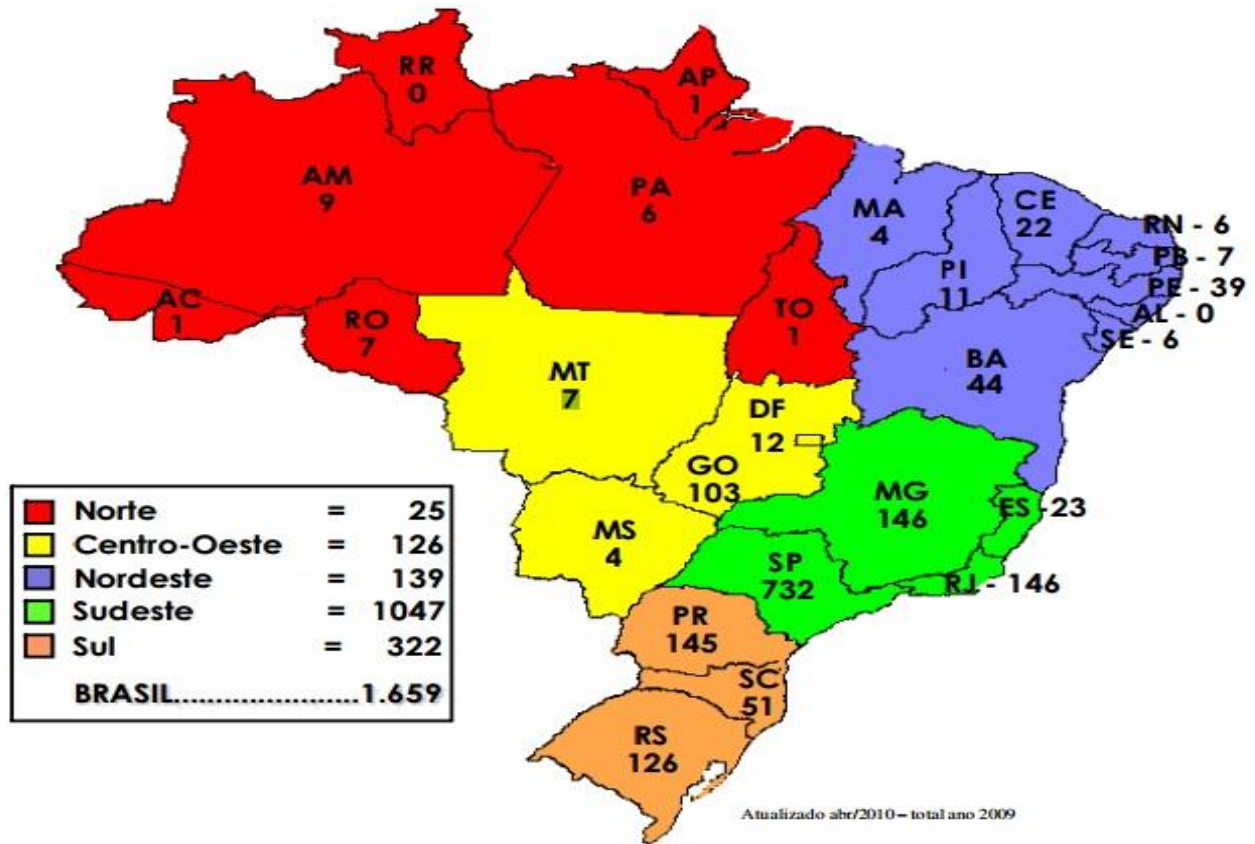 RR
0
AP
1
AM
9
PA
6
MA
4
CE
22
RN - 6
PB - 7
PI
11
PE - 39
AL - 0
SE - 6
AC
1
RO
7
TO
1
BA
44
MT
7
DF
12
GO
103
MG
146
ES -23
MS
4
SP
732
RJ - 146
PR
145
SC
51
RS
126
Norte = 25
Centro-Oeste = 126
Nordeste = 139
Sudeste = 1047
Sul = 322
BRASIL......................1.659
Atualizado abr/2010 – total ano 2009